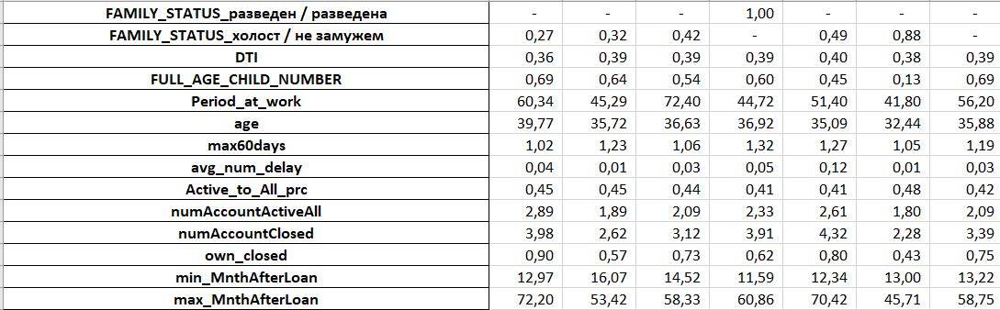 FAMILY_STATUS_разведен / разведена - - - 1,00 - - -
FAMILY_STATUS_холост / не замужем 0,27 0,32 0,42 - 0,49 0,88 -
DTI 0,36 0,39 0,39 0,39 0,40 0,38 0,39
FULL_AGE_CHILD_NUMBER 0,69 0,64 0,54 0,60 0,45 0,13 0,69
Period_at_work 60,34 45,29 72,40 44,72 51,40 41,80 56,20
age 39,77 35,72 36,63 36,92 35,09 32,44 35,88
max60days 1,02 1,23 1,06 1,32 1,27 1,05 1,19
avg_num_delay 0,04 0,01 0,03 0,05 0,12 0,01 0,03
Active_to_All_prc 0,45 0,45 0,44 0,41 0,41 0,48 0,42
numAccountActiveAll 2,89 1,89 2,09 2,33 2,61 1,80 2,09
numAccountClosed 3,98 2,62 3,12 3,91 4,32 2,28 3,39
own_closed 0,90 0,57 0,73 0,62 0,80 0,43 0,75
min_MnthAfterLoan 12,97 16,07 14,52 11,59 12,34 13,00 13,22
max_MnthAfterLoan 72,20 53,42 58,33 60,86 70,42 45,71 58,75